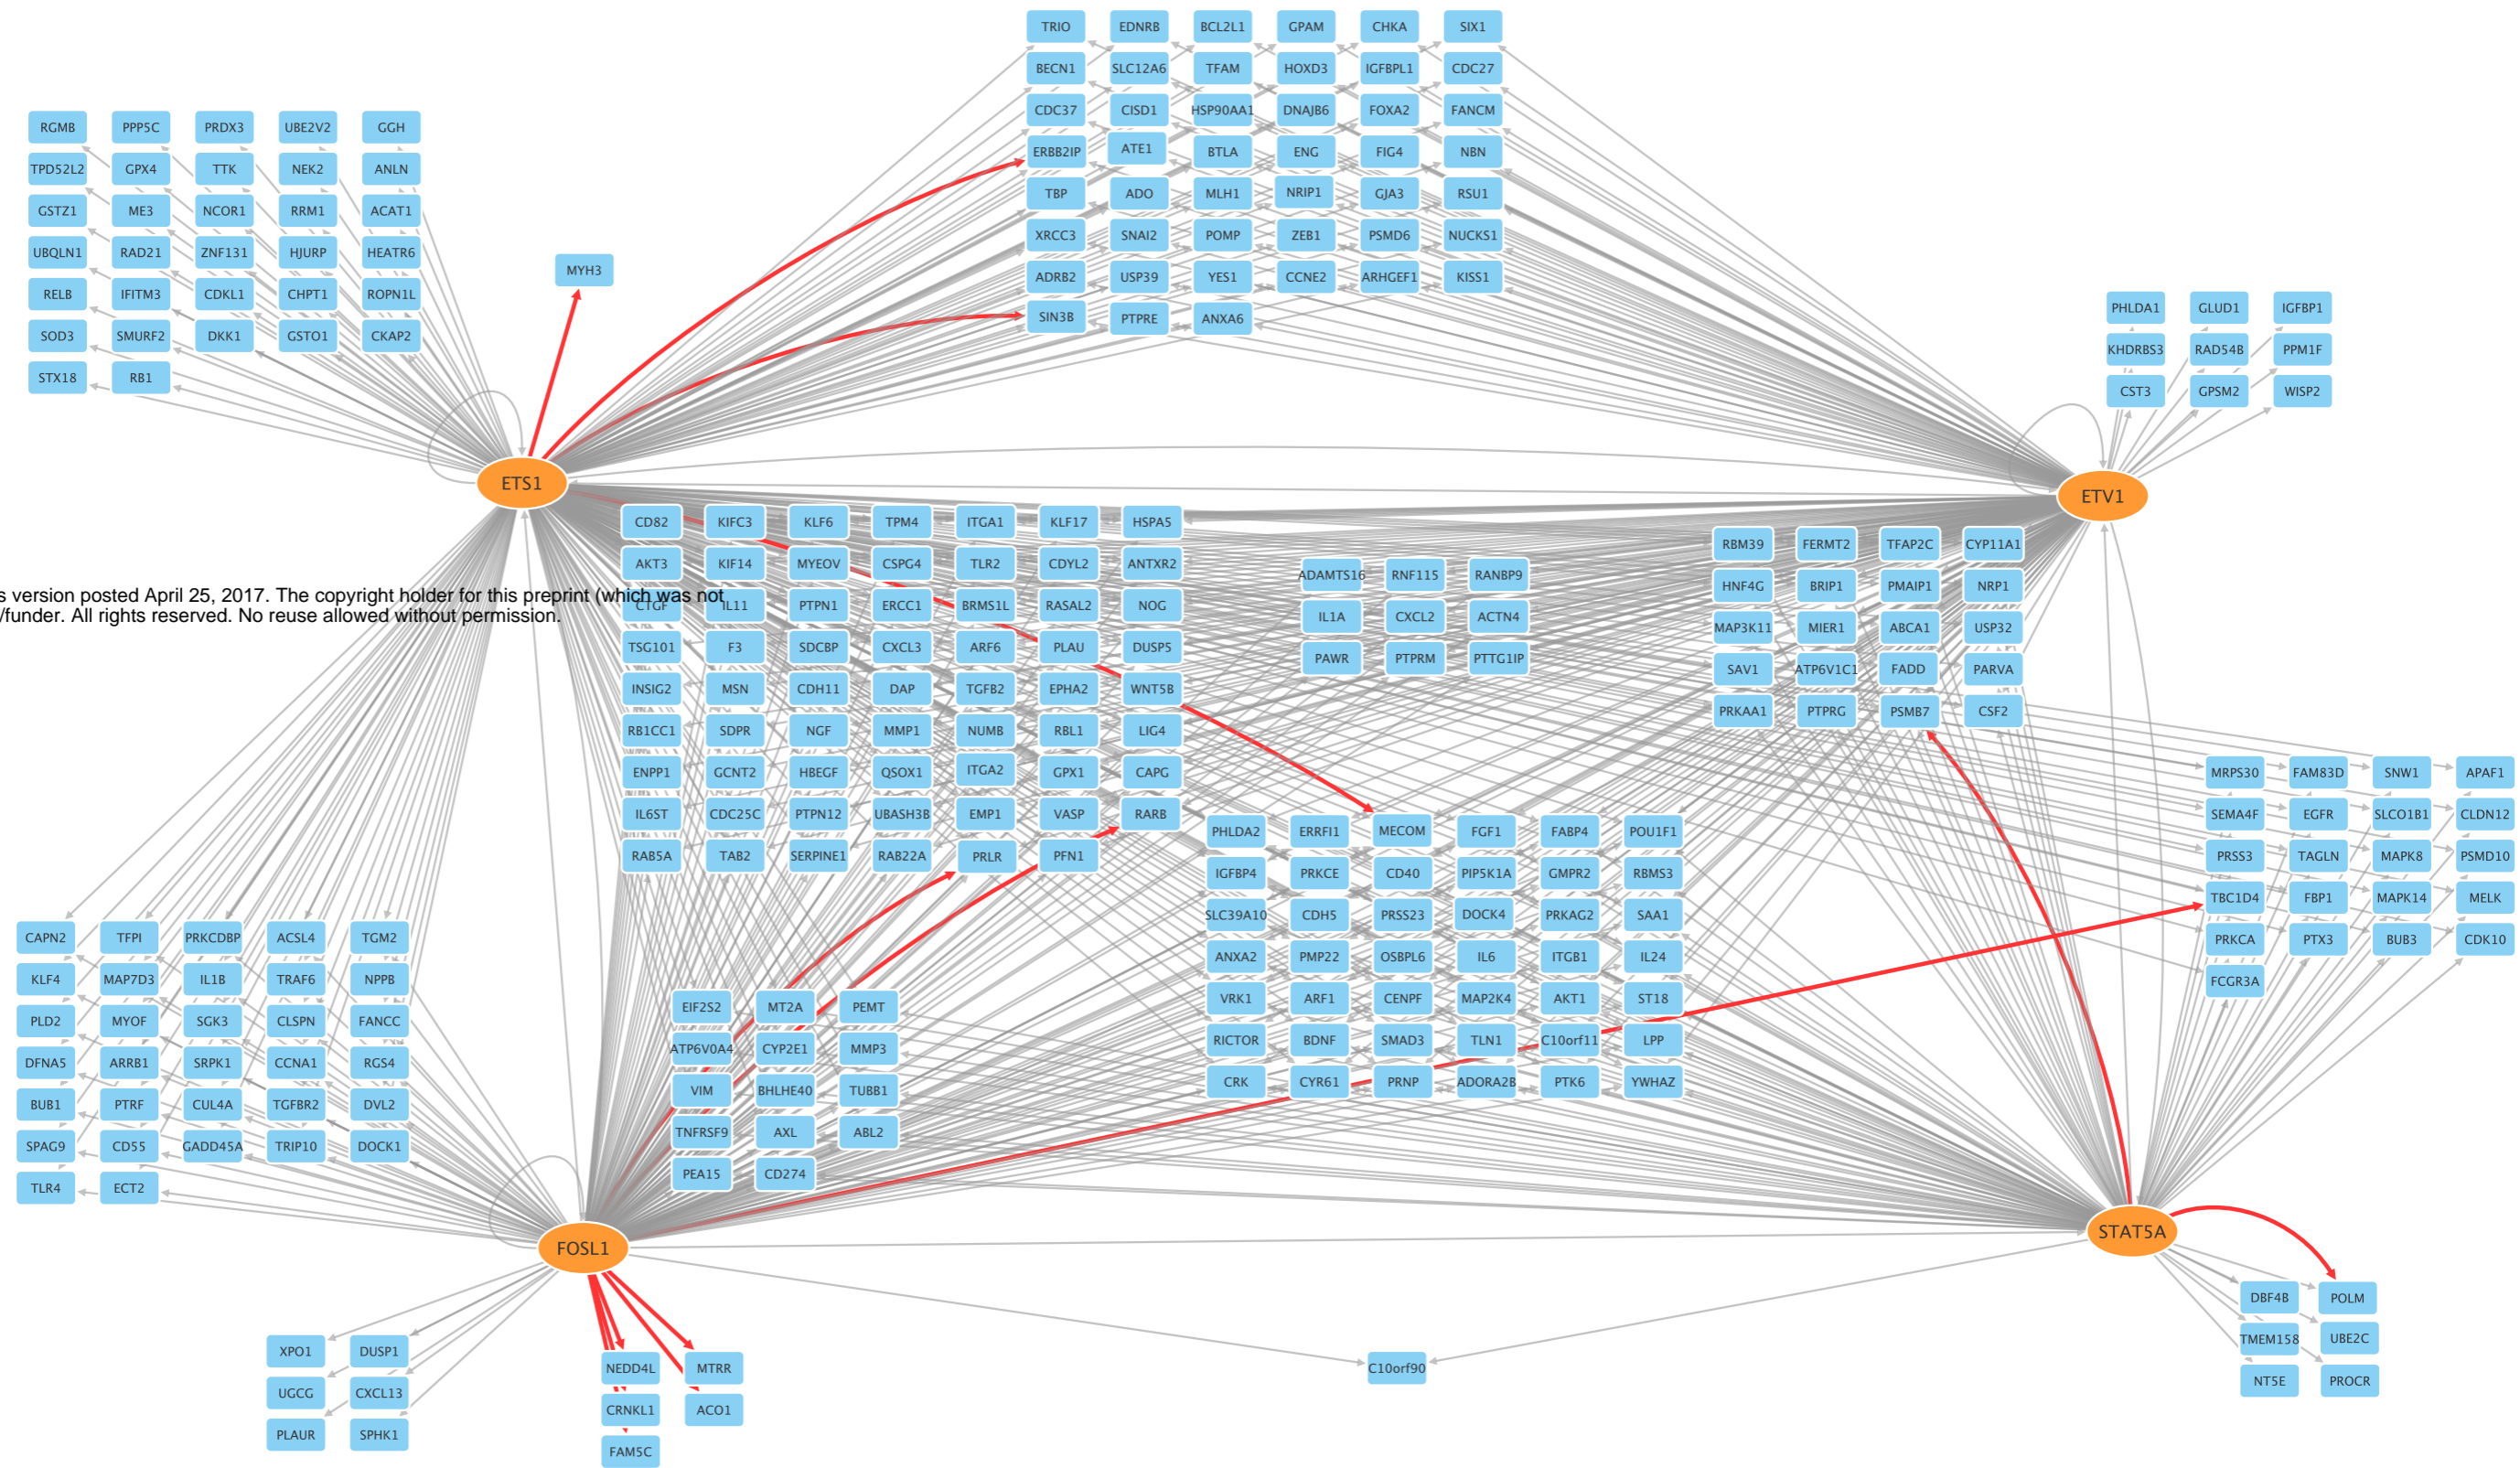 TRIO EDNRB BCL2L1 GPAM CHKA SIX1
BECN1 SLC12A6 TFAM HOXD3 IGFBPL1 CDC27
CDC37 CISD1 HSP90AA1 DNAJB6 FOXA2 FANCM
ERBB2IP ATE1 BTLA ENG FIG4 NBN
TBP ADO MLH1 NRIP1 GJA3 RSU1
XRCC3 SNAI2 POMP ZEB1 PSMD6 NUCKS1
ADRB2 USP39 YES1 CCNE2 ARHGEF1 KISS1
SIN3B PTPRE ANXA6
RGMB PPP5C PRDX3 UBE2V2 GGH
TPD52L2 GPX4 TTK NEK2 ANLN
GSTZ1 ME3 NCOR1 RRM1 ACAT1
UBQLN1 RAD21 ZNF131 HJURP HEATR6
RELB IFITM3 CDKL1 CHPT1 ROPN1L
SOD3 SMURF2 DKK1 GSTO1 CKAP2
STX18 RB1
MYH3
PHLDA1 GLUD1 IGFBP1
KHDRBS3 RAD54B PPM1F
CST3 GPSM2 WISP2
ETS1
ETV1
CD82 KIFC3 KLF6 TPM4 ITGA1 KLF17 HSPA5
AKT3 KIF14 MYEOV CSPG4 TLR2 CDYL2 ANTXR2
s version posted April 25, 2017. The copyright holder for this preprint (which was not
/funder. All rights reserved. No reuse allowed without permission.
CTGF IL11 PTPN1 ERCC1 BRMS1L RASAL2 NOG
TSG101 F3 SDCBP CXCL3 ARF6 PLAU DUSP5
INSIG2 MSN CDH11 DAP TGFB2 EPHA2 WNT5B
RB1CC1 SDPR NGF MMP1 NUMB RBL1 LIG4
ENPP1 GCNT2 HBEGF QSOX1 ITGA2 GPX1 CAPG
IL6ST CDC25C PTPN12 UBASH3B EMP1 VASP RARB
RAB5A TAB2 SERPINE1 RAB22A PRLR PFN1
ADAMTS16 RNF115 RANBP9
IL1A CXCL2 ACTN4
PAWR PTPRM PTTG1IP
RBM39 FERMT2 TFAP2C CYP11A1
HNF4G BRIP1 PMAIP1 NRP1
MAP3K11 MIER1 ABCA1 USP32
SAV1 ATP6V1C1 FADD PARVA
PRKAA1 PTPRG PSMB7 CSF2
MRPS30 FAM83D SNW1 APAF1
SEMA4F EGFR SLCO1B1 CLDN12
PRSS3 TAGLN MAPK8 PSMD10
TBC1D4 FBP1 MAPK14 MELK
PRKCA PTX3 BUB3 CDK10
FCGR3A
PHLDA2 ERRFI1 MECOM FGF1 FABP4 POU1F1
IGFBP4 PRKCE CD40 PIP5K1A GMPR2 RBMS3
SLC39A10 CDH5 PRSS23 DOCK4 PRKAG2 SAA1
ANXA2 PMP22 OSBPL6 IL6 ITGB1 IL24
VRK1 ARF1 CENPF MAP2K4 AKT1 ST18
RICTOR BDNF SMAD3 TLN1 C10orf11 LPP
CRK CYR61 PRNP ADORA2B PTK6 YWHAZ
CAPN2 TFPI PRKCDBP ACSL4 TGM2
KLF4 MAP7D3 IL1B TRAF6 NPPB
PLD2 MYOF SGK3 CLSPN FANCC
DFNA5 ARRB1 SRPK1 CCNA1 RGS4
BUB1 PTRF CUL4A TGFBR2 DVL2
SPAG9 CD55 GADD45A TRIP10 DOCK1
TLR4 ECT2
EIF2S2 MT2A PEMT
ATP6V0A4 CYP2E1 MMP3
VIM BHLHE40 TUBB1
TNFRSF9 AXL ABL2
PEA15 CD274
FOSL1
STAT5A
XPO1 DUSP1
UGCG CXCL13
PLAUR SPHK1
NEDD4L MTRR
CRNKL1 ACO1
FAM5C
C10orf90
DBF4B POLM
TMEM158 UBE2C
NT5E PROCR